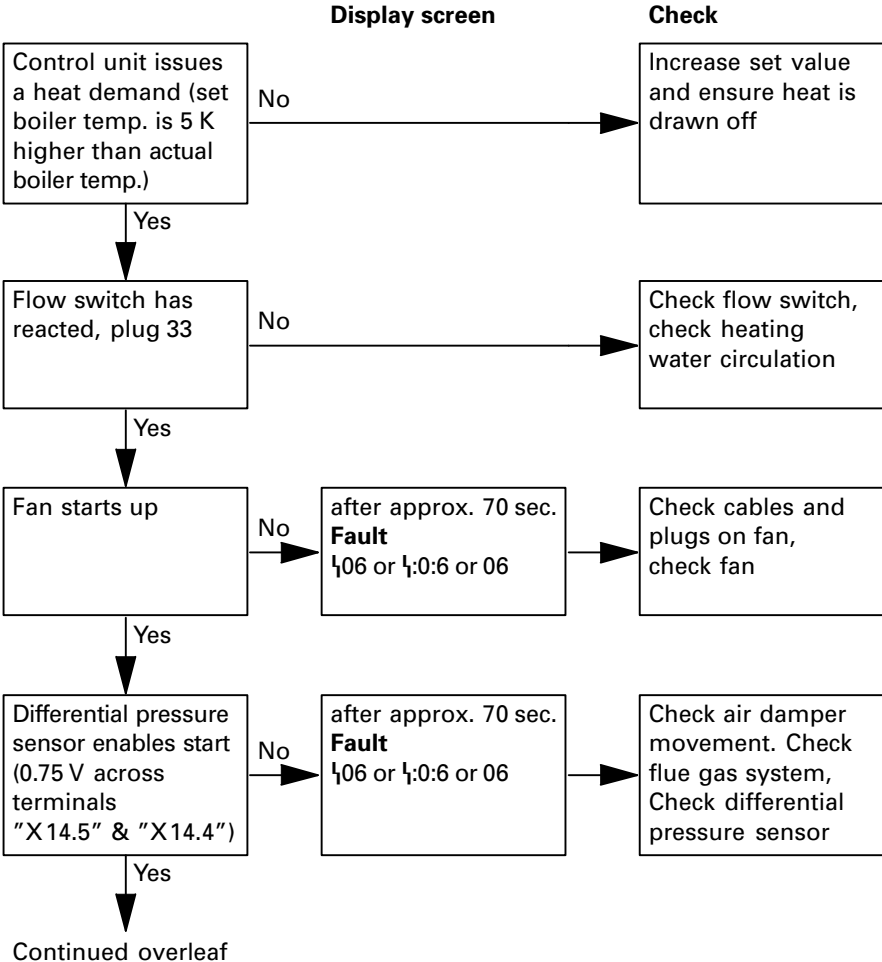 Display screen
Check
Control unit issues
a heat demand (set
boiler temp. is 5 K
higher than actual
boiler temp.)
No
Increase set value
and ensure heat is
drawn off
Yes
Flow switch has
reacted, plug 33
No
Check flow switch,
check heating
water circulation
Yes
Fan starts up
No
after approx. 70 sec.
Fault
ϟ06 or ϟ:0:6 or 06
Check cables and
plugs on fan,
check fan
Yes
Differential pressure
sensor enables start
(0.75 V across
terminals
"X14.5" & "X14.4")
No
after approx. 70 sec.
Fault
ϟ06 or ϟ:0:6 or 06
Check air damper
movement. Check
flue gas system,
Check differential
pressure sensor
Yes
Continued overleaf